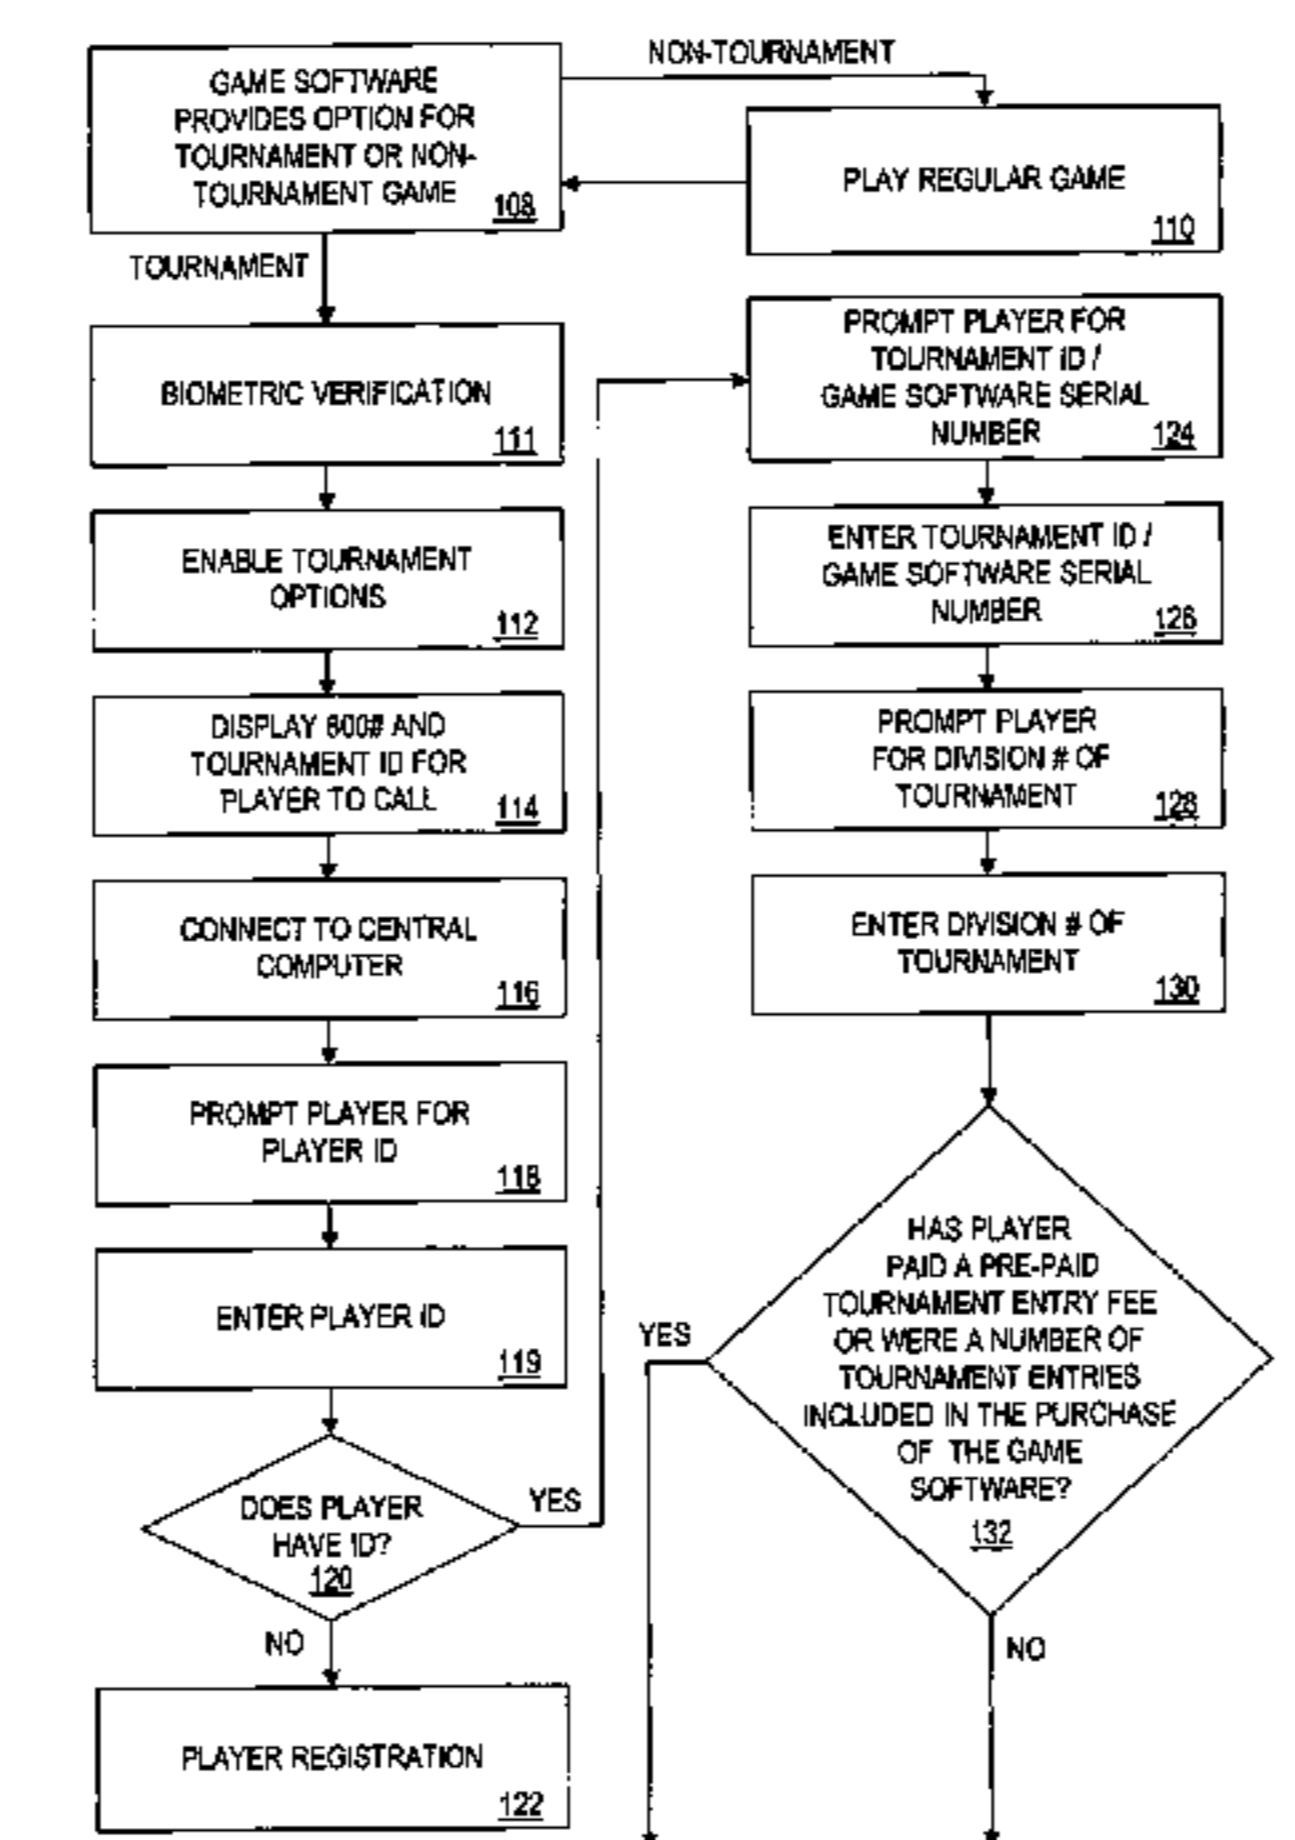 GAME SOFTWARE
PROVIDES OPTION FOR
TOURNAMENT OR NON-
TOURNAMENT GAME
108
NON-TOURNAMENT
PLAY REGULAR GAME
110
TOURNAMENT
BIOMETRIC VERIFICATION
111
ENABLE TOURNAMENT
OPTIONS
112
DISPLAY 800# AND
TOURNAMENT ID FOR
PLAYER TO CALL
114
CONNECT TO CENTRAL
COMPUTER
116
PROMPT PLAYER FOR
PLAYER ID
118
ENTER PLAYER ID
119
DOES PLAYER
HAVE ID?
120
YES
NO
PLAYER REGISTRATION
122
PROMPT PLAYER FOR
TOURNAMENT ID /
GAME SOFTWARE SERIAL
NUMBER
124
ENTER TOURNAMENT ID /
GAME SOFTWARE SERIAL
NUMBER
126
PROMPT PLAYER
FOR DIVISION # OF
TOURNAMENT
128
ENTER DIVISION # OF
TOURNAMENT
130
HAS PLAYER
PAID A PRE-PAID
TOURNAMENT ENTRY FEE
OR WERE A NUMBER OF
TOURNAMENT ENTRIES
INCLUDED IN THE PURCHASE
OF THE GAME
SOFTWARE?
132
YES
NO